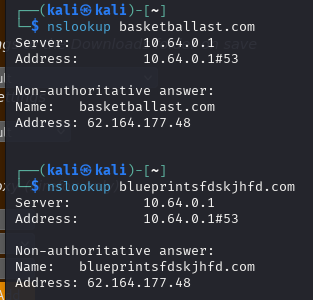 ┌──(kali㉿kali)-[~]
└─$ nslookup basketballast.com
Server:         10.64.0.1
Address:        10.64.0.1#53
Non-authoritative answer:
Name:   basketballast.com
Address: 62.164.177.48
┌──(kali㉿kali)-[~]
└─$ nslookup blueprintsfdskjhfd.com
Server:         10.64.0.1
Address:        10.64.0.1#53
Non-authoritative answer:
Name:   blueprintsfdskjhfd.com
Address: 62.164.177.48